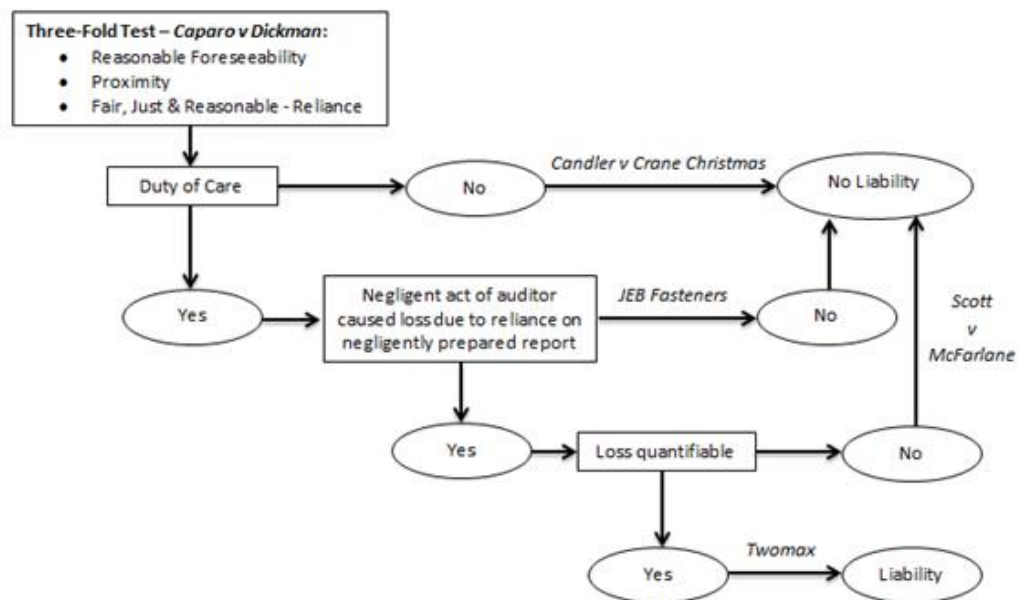 Three-Fold Test – Caparo v Dickman:
• Reasonable Foreseeability
• Proximity
• Fair, Just & Reasonable - Reliance
Duty of Care
No
Candler v Crane Christmas
No Liability
Yes
Negligent act of auditor
caused loss due to reliance on
negligently prepared report
JEB Fasteners
No
Scott
v
McFarlane
Yes
Loss quantifiable
No
Yes
Twomax
Liability